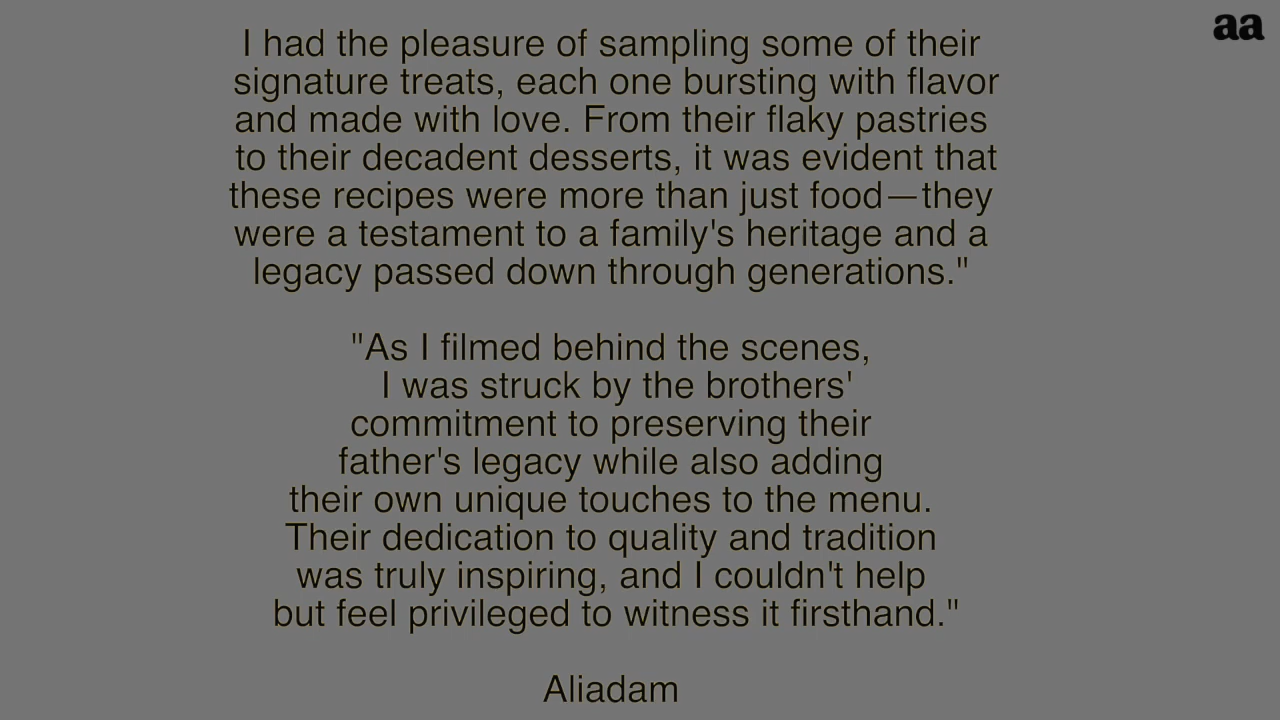 aa
I had the pleasure of sampling some of their
signature treats, each one bursting with flavor
and made with love. From their flaky pastries
to their decadent desserts, it was evident that
these recipes were more than just food—they
were a testament to a family's heritage and a
legacy passed down through generations."
"As I filmed behind the scenes,
I was struck by the brothers'
commitment to preserving their
father's legacy while also adding
their own unique touches to the menu.
Their dedication to quality and tradition
was truly inspiring, and I couldn't help
but feel privileged to witness it firsthand."
Aliadam